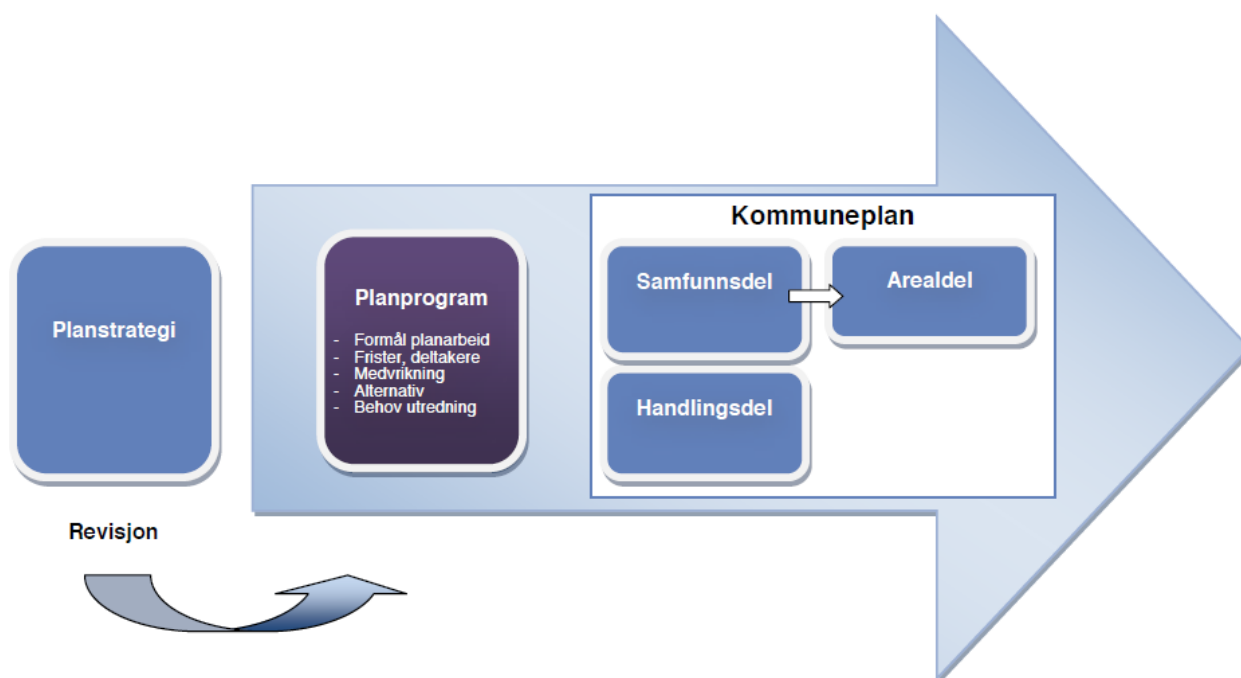 Planstrategi
Revisjon
Planprogram
- Formål planarbeid
- Frister, deltakere
- Medvrikning
- Alternativ
- Behov utredning
Kommuneplan
Samfunnsdel
Arealdel
Handlingsdel